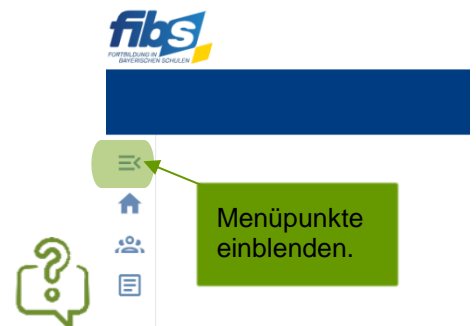 fibs
FORTBILDUNG IN
BAYERISCHEN SCHULEN
Menüpunkte
einblenden.